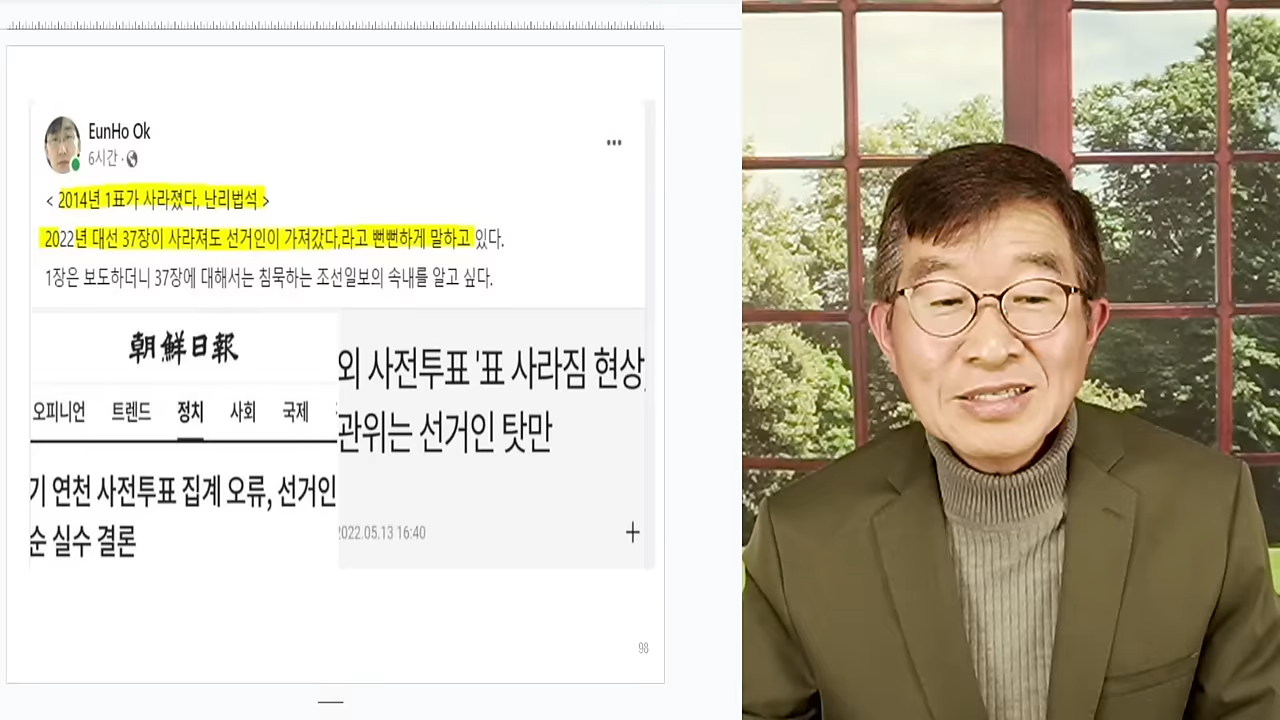 EunHo Ok
6시간 ·
< 2014년 1표가 사라졌다, 난리법석 >
2022년 대선 37장이 사라져도 선거인이 가져갔다,라고 뻔뻔하게 말하고 있다.
1장은 보도하더니 37장에 대해서는 침묵하는 조선일보의 속내를 알고 싶다.
朝鮮日報
오피니언 트렌드 정치 사회 국제
기 연천 사전투표 집계 오류, 선거인
순 실수 결론
외 사전투표 '표 사라짐 현상
관위는 선거인 탓만
2022.05.13 16:40
98